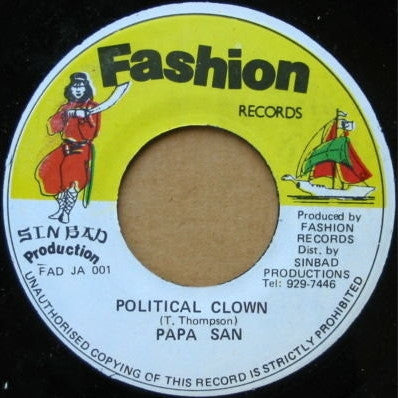 Fashion
RECORDS
SINBAD
Production
FAD JA 001
Produced by
FASHION
RECORDS
Dist. by
SINBAD
PRODUCTIONS
Tel: 929-7446
POLITICAL CLOWN
(T. Thompson)
PAPA SAN
UNAUTHORISED COPYING OF THIS RECORD IS STRICTLY PROHIBITED